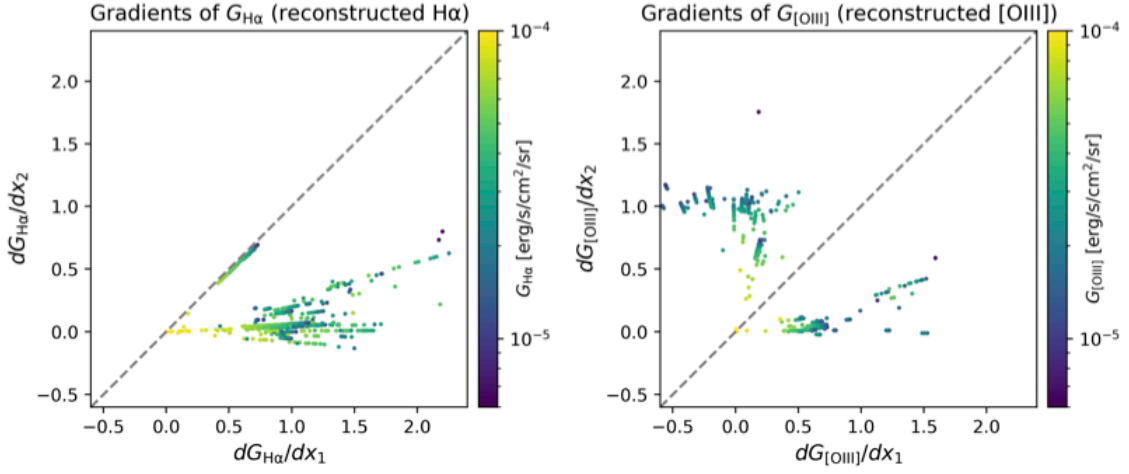 Gradients of G_Hα (reconstructed Hα)
2.0
1.5
1.0
0.5
0.0
−0.5
dG_Hα/dx₂
−0.5 0.0 0.5 1.0 1.5 2.0
dG_Hα/dx₁
10⁻⁴
10⁻⁵
G_Hα [erg/s/cm²/sr]
Gradients of G_[OIII] (reconstructed [OIII])
2.0
1.5
1.0
0.5
0.0
−0.5
dG_[OIII]/dx₂
−0.5 0.0 0.5 1.0 1.5 2.0
dG_[OIII]/dx₁
10⁻⁴
10⁻⁵
G_[OIII] [erg/s/cm²/sr]